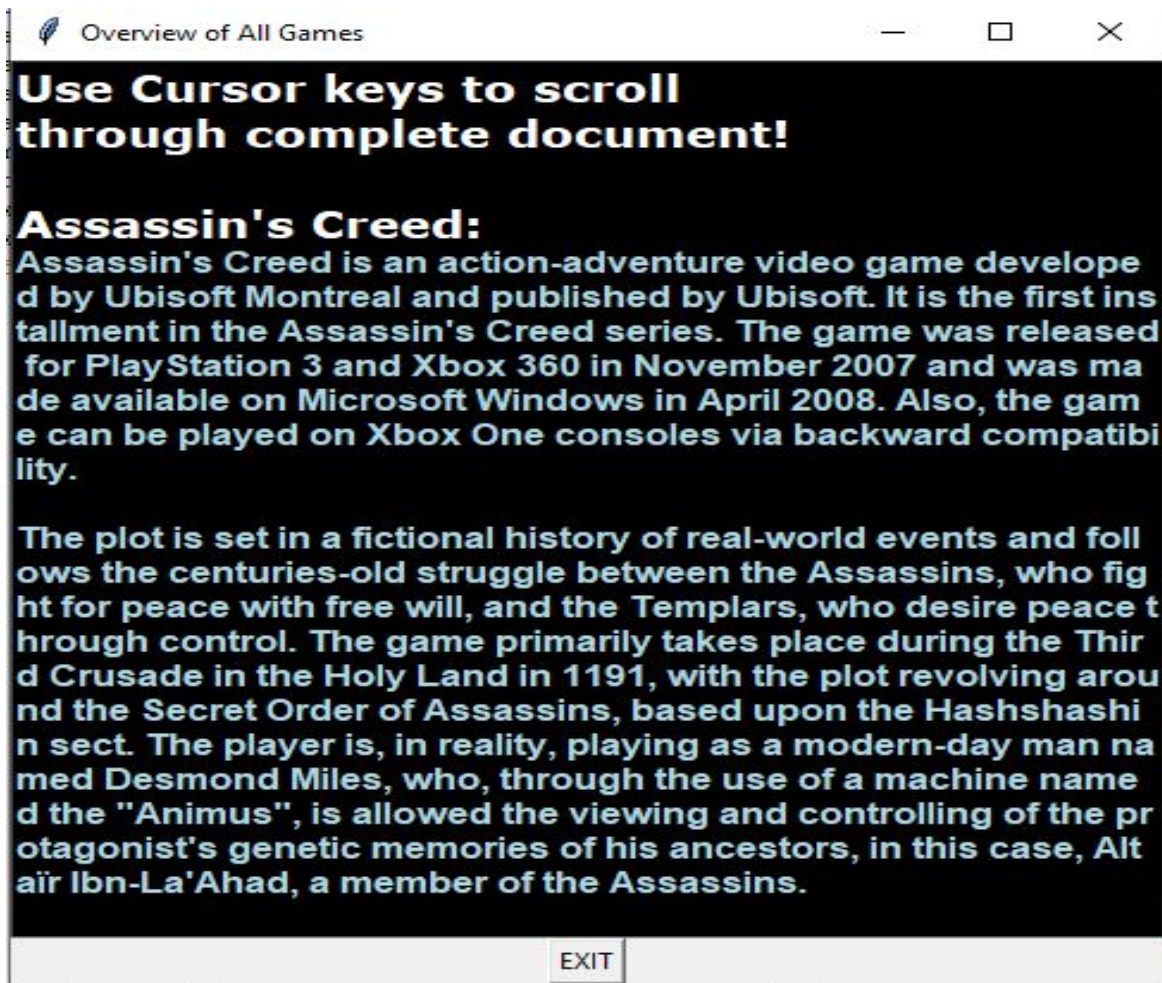 Overview of All Games
Use Cursor keys to scroll
through complete document!
Assassin's Creed:
Assassin's Creed is an action-adventure video game develope
d by Ubisoft Montreal and published by Ubisoft. It is the first ins
tallment in the Assassin's Creed series. The game was released
for PlayStation 3 and Xbox 360 in November 2007 and was ma
de available on Microsoft Windows in April 2008. Also, the gam
e can be played on Xbox One consoles via backward compatibi
lity.
The plot is set in a fictional history of real-world events and foll
ows the centuries-old struggle between the Assassins, who fig
ht for peace with free will, and the Templars, who desire peace t
hrough control. The game primarily takes place during the Thir
d Crusade in the Holy Land in 1191, with the plot revolving arou
nd the Secret Order of Assassins, based upon the Hashshashi
n sect. The player is, in reality, playing as a modern-day man na
med Desmond Miles, who, through the use of a machine name
d the "Animus", is allowed the viewing and controlling of the pr
otagonist's genetic memories of his ancestors, in this case, Alt
aïr Ibn-La'Ahad, a member of the Assassins.
EXIT